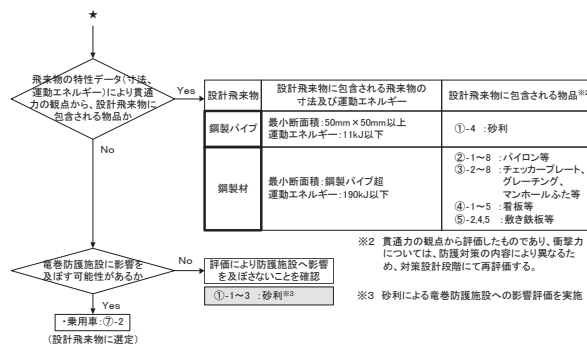 ★
飛来物の特性データ(寸法、
運動エネルギー)により貫通
力の観点から、設計飛来物に
包含される物品か
Yes
No
設計飛来物
設計飛来物に包含される飛来物の
寸法及び運動エネルギー
設計飛来物に包含される物品※2
鋼製パイプ
最小断面積:50mm×50mm以上
運動エネルギー:11kJ以下
①-4 :砂利
鋼製材
最小断面積:鋼製パイプ超
運動エネルギー:190kJ以下
②-1~8 :パイロン等
③-2~8 :チェッカープレート、
グレーチング、
マンホールふた等
④-1~5 :看板等
⑤-2,4,5 :敷き鉄板等
竜巻防護施設に影響を
及ぼす可能性があるか
No
Yes
評価により防護施設へ影響
を及ぼさないことを確認
①-1~3 :砂利※3
・乗用車:⑦-2
(設計飛来物に選定)
※2 貫通力の観点から評価したものであり、衝撃力
については、防護対策の内容により異なるた
め、対策設計段階にて再評価する。
※3 砂利による竜巻防護施設への影響評価を実施